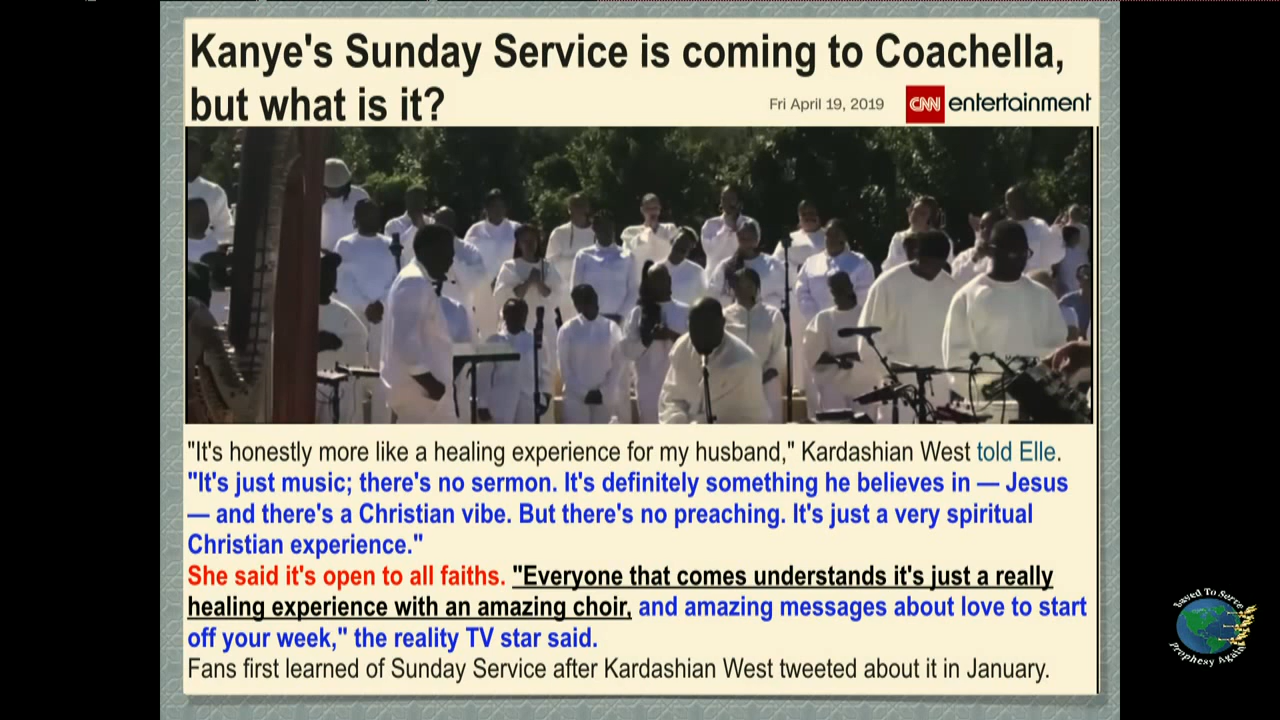 Kanye's Sunday Service is coming to Coachella,
but what is it?
Fri April 19, 2019
CNN entertainment
"It's honestly more like a healing experience for my husband," Kardashian West told Elle.
"It's just music; there's no sermon. It's definitely something he believes in — Jesus
— and there's a Christian vibe. But there's no preaching. It's just a very spiritual
Christian experience."
She said it's open to all faiths. "Everyone that comes understands it's just a really
healing experience with an amazing choir, and amazing messages about love to start
off your week," the reality TV star said.
Fans first learned of Sunday Service after Kardashian West tweeted about it in January.
To Serve
Prophesy Again